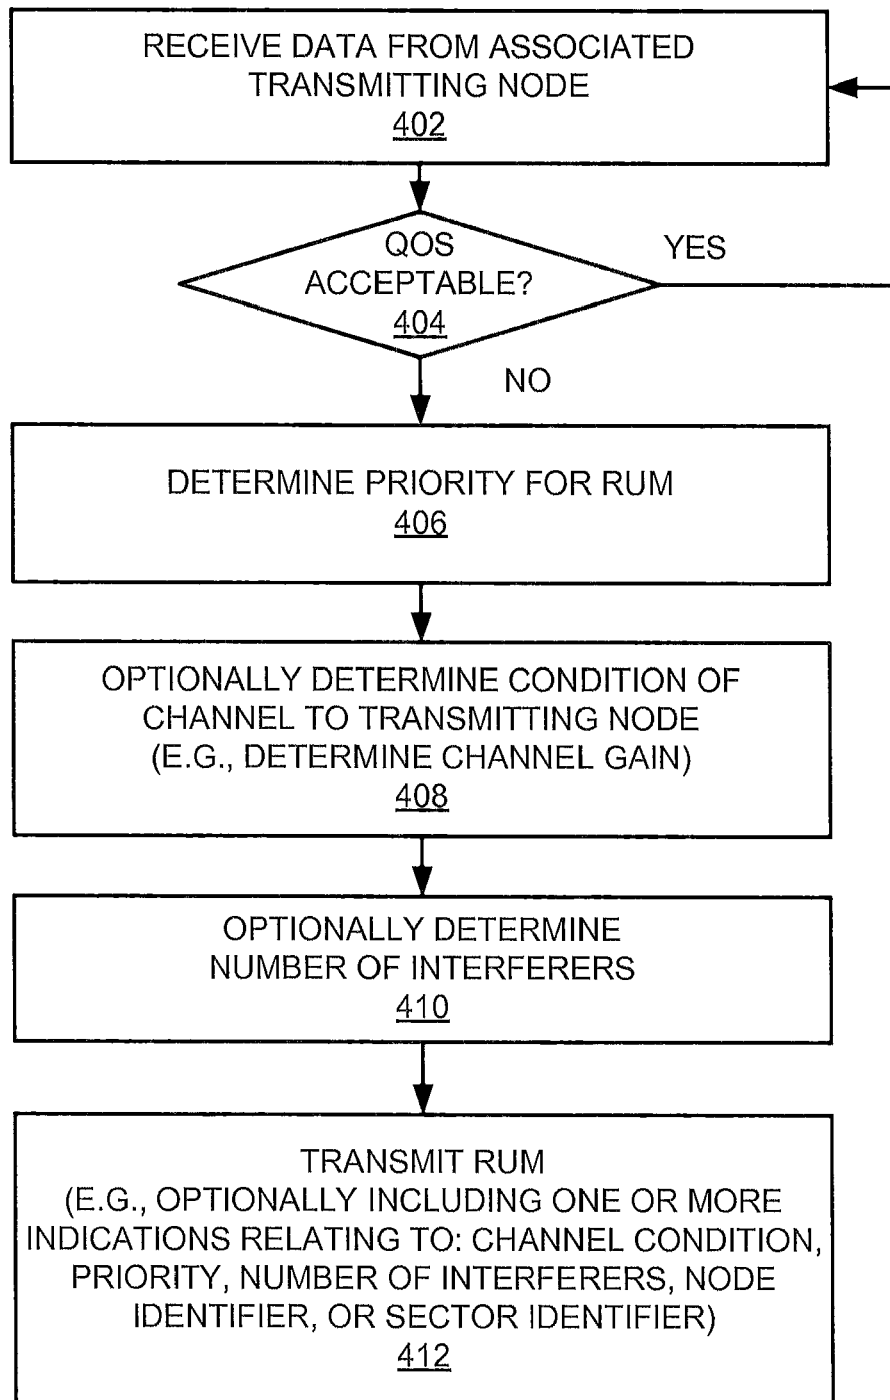 RECEIVE DATA FROM ASSOCIATED
TRANSMITTING NODE
402
QOS
ACCEPTABLE?
404
YES
NO
DETERMINE PRIORITY FOR RUM
406
OPTIONALLY DETERMINE CONDITION OF
CHANNEL TO TRANSMITTING NODE
(E.G., DETERMINE CHANNEL GAIN)
408
OPTIONALLY DETERMINE
NUMBER OF INTERFERERS
410
TRANSMIT RUM
(E.G., OPTIONALLY INCLUDING ONE OR MORE
INDICATIONS RELATING TO: CHANNEL CONDITION,
PRIORITY, NUMBER OF INTERFERERS, NODE
IDENTIFIER, OR SECTOR IDENTIFIER)
412